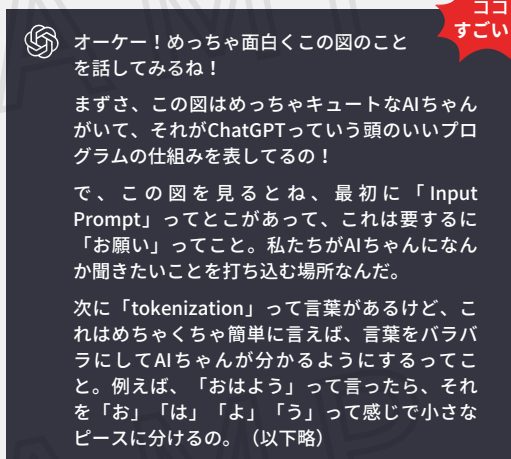 ココ
すごい
オーケー！めっちゃ面白くこの図のこと
を話してみるね！
まずさ、この図はめっちゃキュートなAIちゃん
がいて、それがChatGPTっていう頭のいいプロ
グラムの仕組みを表してるの！
で、この図を見るとね、最初に「Input
Prompt」ってとこがあって、これは要するに
「お願い」ってこと。私たちがAIちゃんになん
か聞きたいことを打ち込む場所なんだ。
次に「tokenization」って言葉があるけど、こ
れはめちゃくちゃ簡単に言えば、言葉をバラバ
ラにしてAIちゃんが分かるようにするってこ
と。例えば、「おはよう」って言ったら、それ
を「お」「は」「よ」「う」って感じで小さな
ピースに分けるの。（以下略）